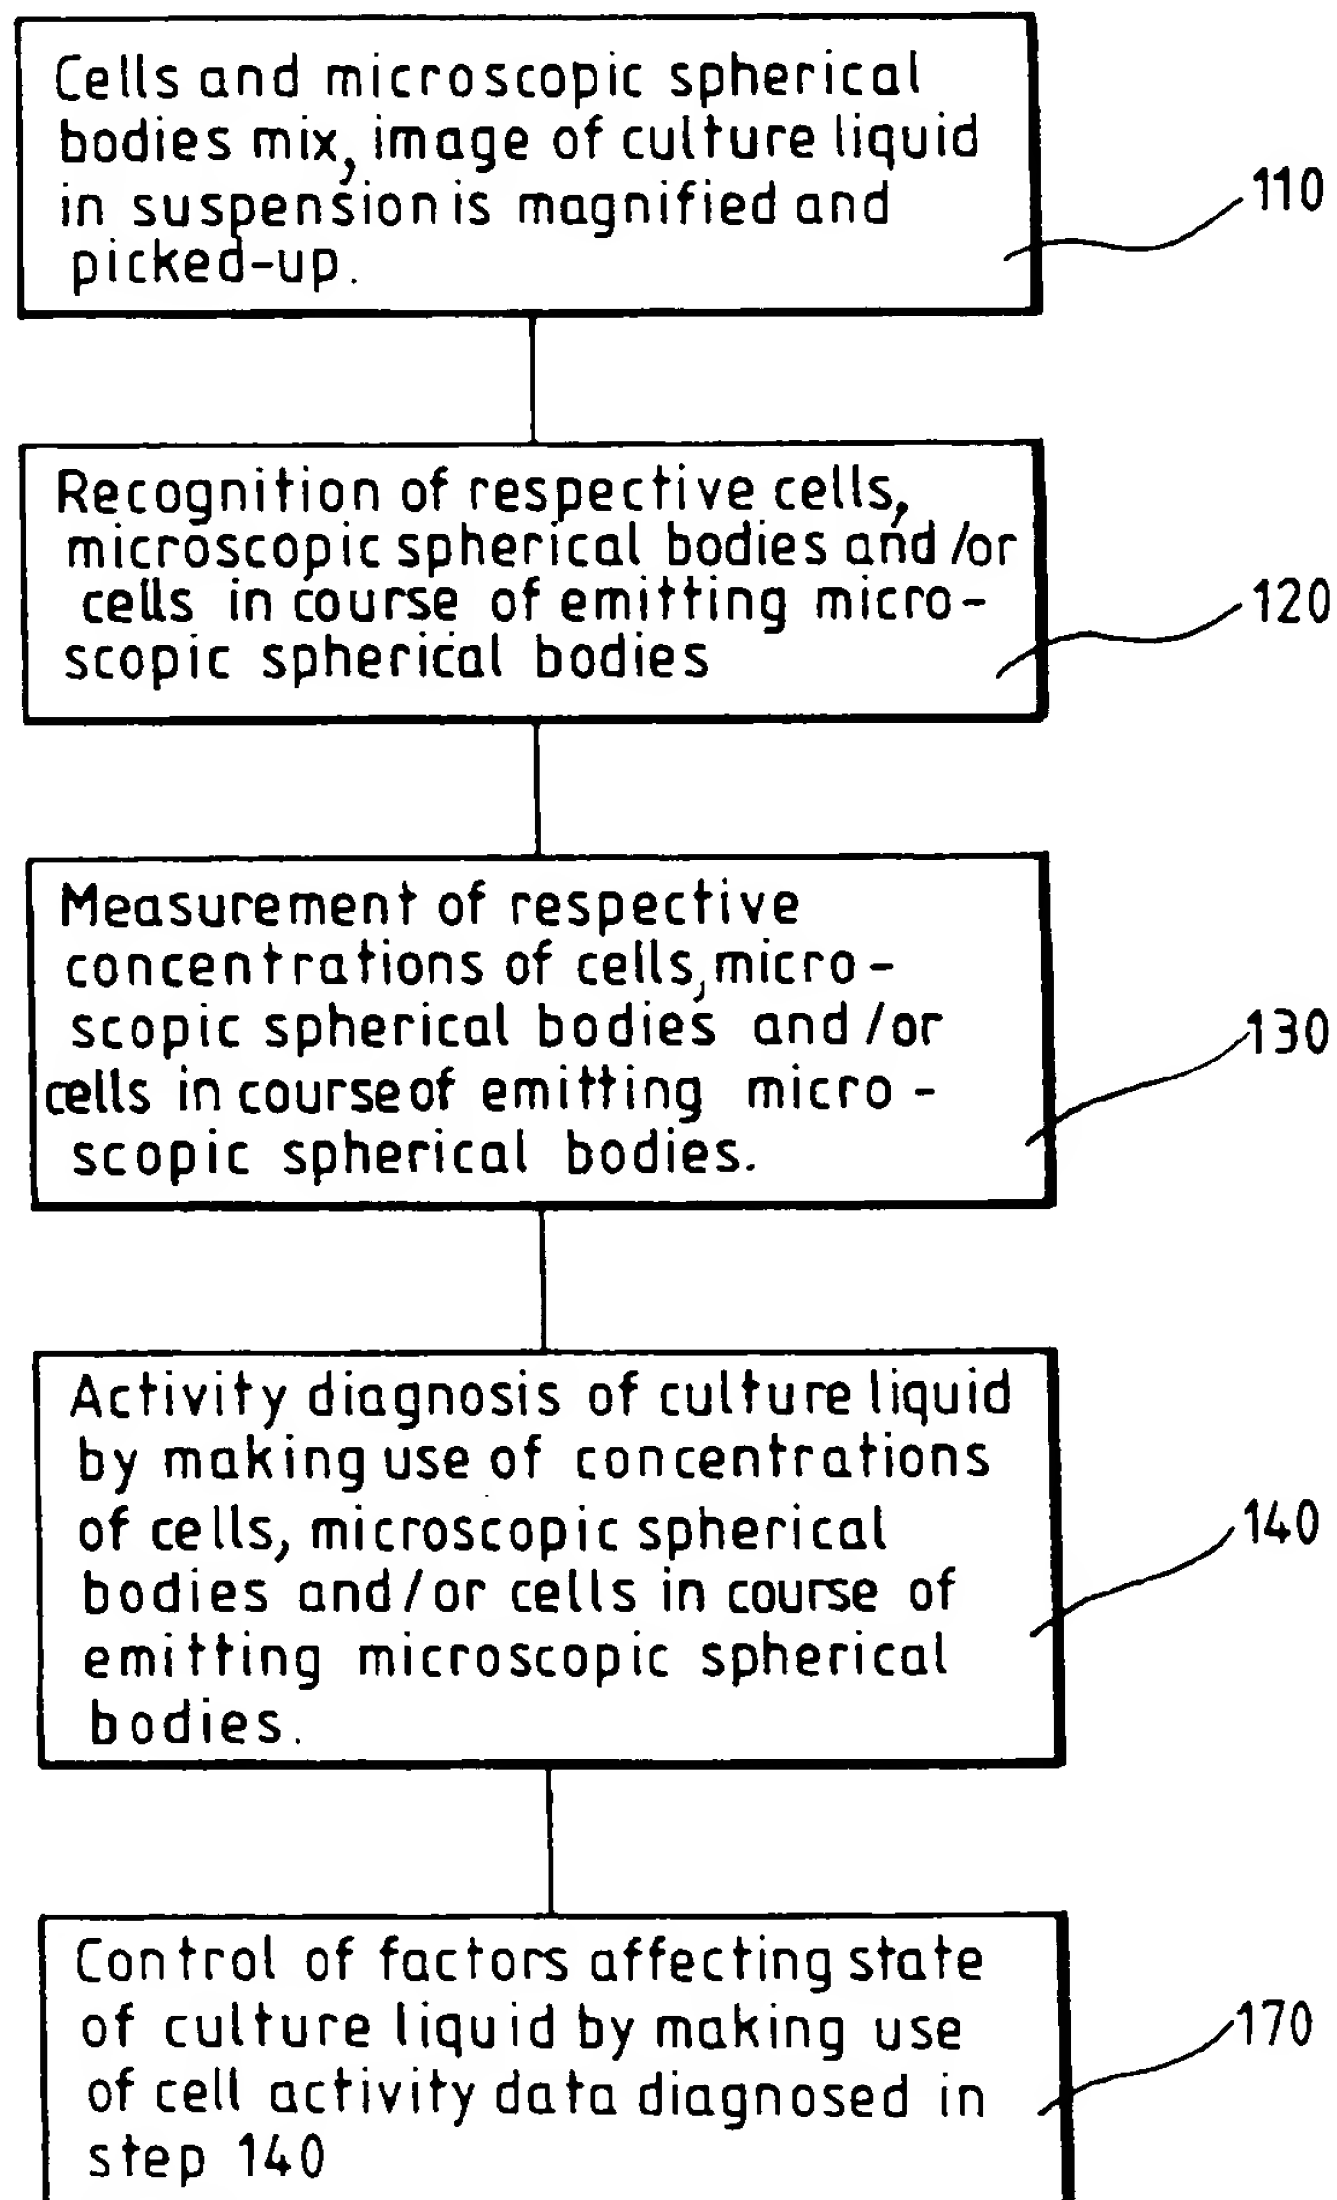 Cells and microscopic spherical
bodies mix, image of culture liquid
in suspension is magnified and
picked-up.
110
Recognition of respective cells,
microscopic spherical bodies and/or
cells in course of emitting micro-
scopic spherical bodies
120
Measurement of respective
concentrations of cells, micro-
scopic spherical bodies and/or
cells in course of emitting micro-
scopic spherical bodies.
130
Activity diagnosis of culture liquid
by making use of concentrations
of cells, microscopic spherical
bodies and/or cells in course of
emitting microscopic spherical
bodies.
140
Control of factors affecting state
of culture liquid by making use
of cell activity data diagnosed in
step 140
170